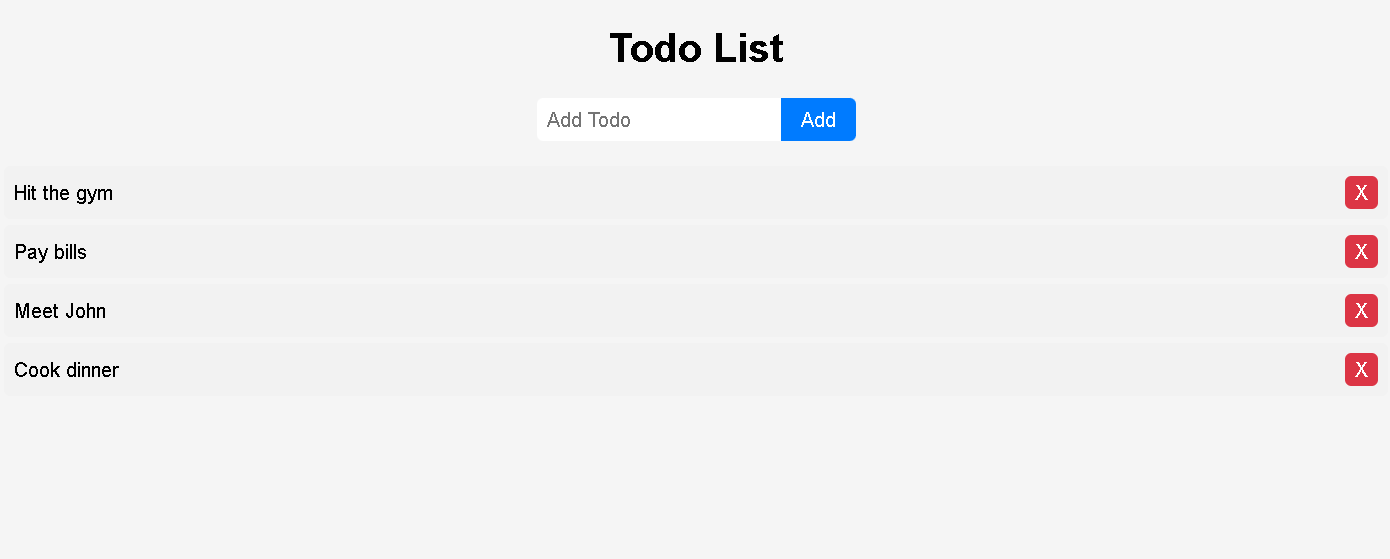 Todo List
Add Todo Add
Hit the gym X
Pay bills X
Meet John X
Cook dinner X